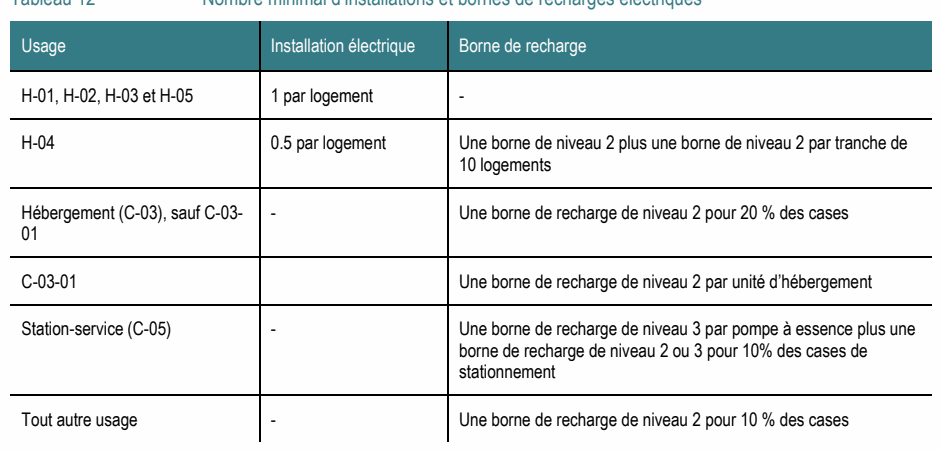 Tableau 12 Nombre minimal d'installations et bornes de recharges électriques
Usage Installation électrique Borne de recharge
H-01, H-02, H-03 et H-05 1 par logement -
H-04 0.5 par logement Une borne de niveau 2 plus une borne de niveau 2 par tranche de
10 logements
Hébergement (C-03), sauf C-03- - Une borne de recharge de niveau 2 pour 20 % des cases
01
C-03-01 Une borne de recharge de niveau 2 par unité d'hébergement
Station-service (C-05) - Une borne de recharge de niveau 3 par pompe à essence plus une
borne de recharge de niveau 2 ou 3 pour 10% des cases de
stationnement
Tout autre usage - Une borne de recharge de niveau 2 pour 10 % des cases